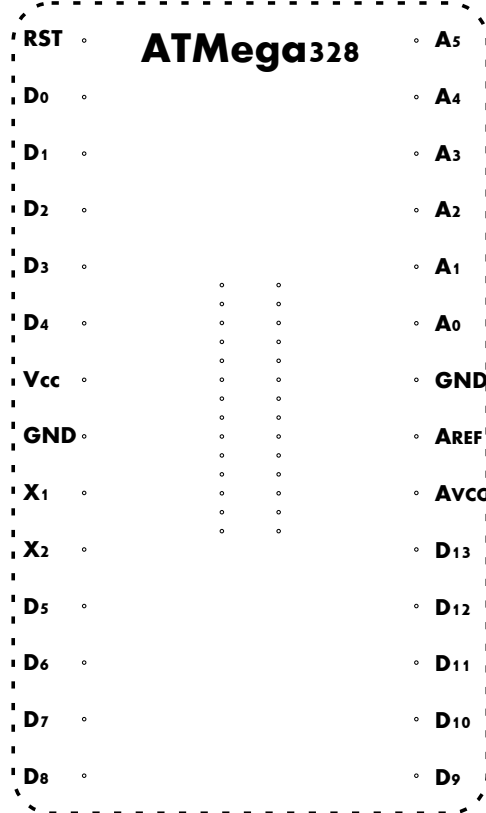 ATMega328
RST
D0
D1
D2
D3
D4
Vcc
GND
X1
X2
D5
D6
D7
D8
A5
A4
A3
A2
A1
A0
GND
AREF
AVCC
D13
D12
D11
D10
D9